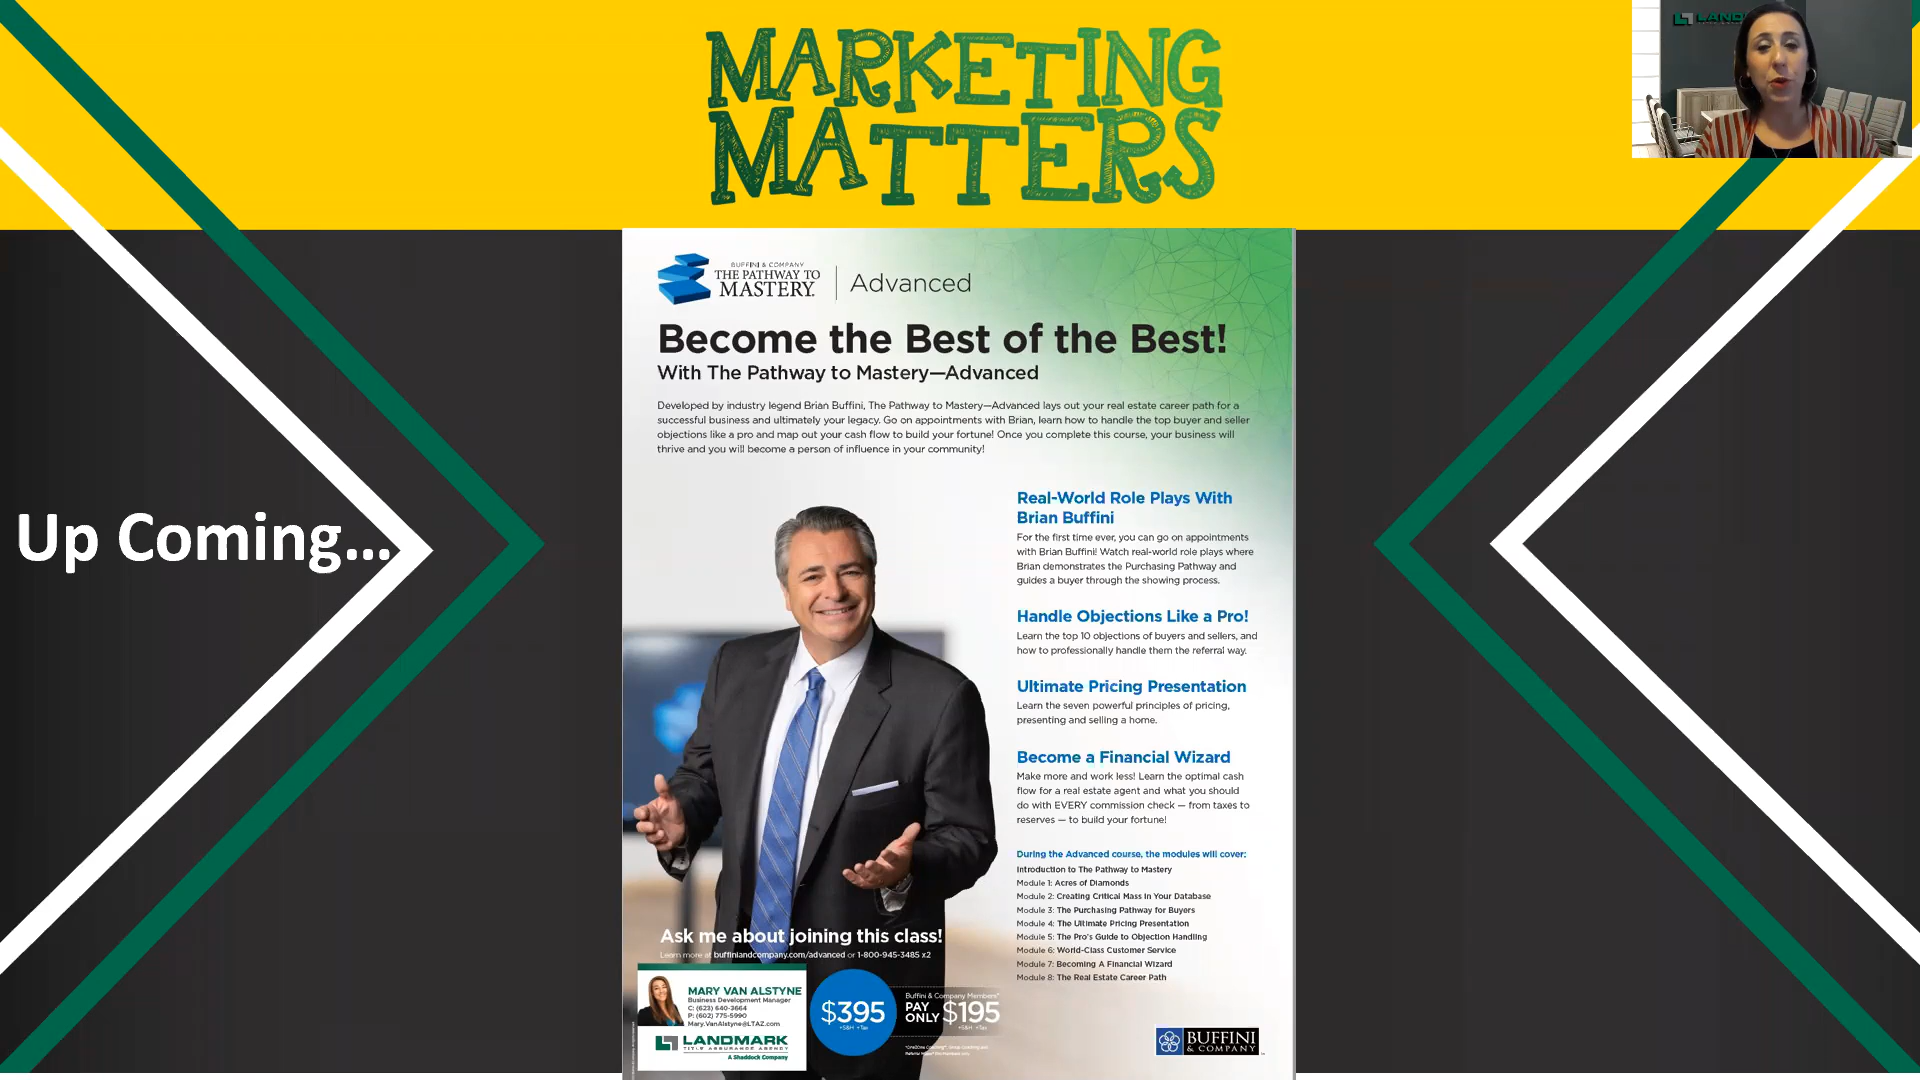 MARKETING
MATTERS
LAND
Up Coming...
BUFFINI & COMPANY
THE PATHWAY TO
MASTERY.
Advanced
Become the Best of the Best!
With The Pathway to Mastery—Advanced
Developed by industry legend Brian Buffini, The Pathway to Mastery—Advanced lays out your real estate career path for a
successful business and ultimately your legacy. Go on appointments with Brian, learn how to handle the top buyer and seller
objections like a pro and map out your cash flow to build your fortune! Once you complete this course, your business will
thrive and you will become a person of influence in your community!
Real-World Role Plays With
Brian Buffini
For the first time ever, you can go on appointments
with Brian Buffini! Watch real-world role plays where
Brian demonstrates the Purchasing Pathway and
guides a buyer through the showing process.
Handle Objections Like a Pro!
Learn the top 10 objections of buyers and sellers, and
how to professionally handle them the referral way.
Ultimate Pricing Presentation
Learn the seven powerful principles of pricing,
presenting and selling a home.
Become a Financial Wizard
Make more and work less! Learn the optimal cash
flow for a real estate agent and what you should
do with EVERY commission check — from taxes to
reserves — to build your fortune!
During the Advanced course, the modules will cover:
Introduction to The Pathway to Mastery
Module 1: Acres of Diamonds
Module 2: Creating Critical Mass in Your Database
Module 3: The Purchasing Pathway for Buyers
Module 4: The Ultimate Pricing Presentation
Module 5: The Pro's Guide to Objection Handling
Module 6: World-Class Customer Service
Module 7: Becoming A Financial Wizard
Module 8: The Real Estate Career Path
Ask me about joining this class!
Learn more at buffiniandcompany.com/advanced or 1-800-945-3485 x2
MARY VAN ALSTYNE
Business Development Manager
C: (623) 640-3664
P: (602) 775-5990
Mary.VanAlstyne@LTAZ.com
LANDMARK
TITLE ASSURANCE AGENCY
A Shaddock Company
$395
+S&H +Tax
Buffini & Company Members*
PAY
ONLY
$195
+S&H +Tax
BUFFINI
& COMPANY